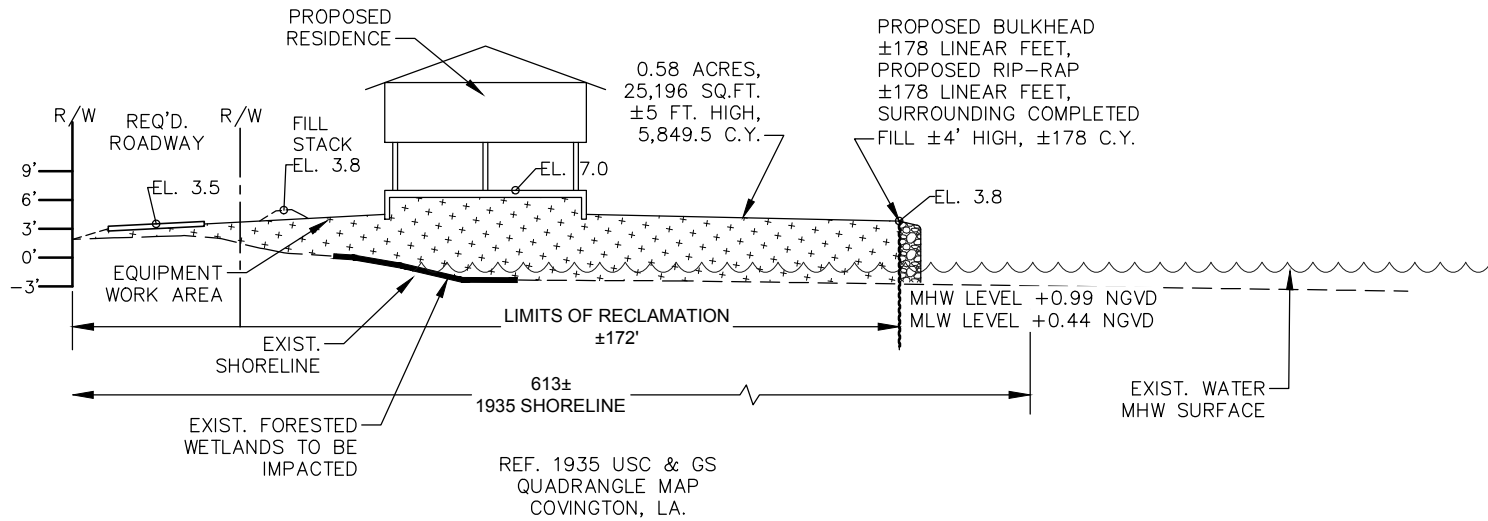 PROPOSED
RESIDENCE
PROPOSED BULKHEAD
±178 LINEAR FEET,
PROPOSED RIP-RAP
±178 LINEAR FEET,
SURROUNDING COMPLETED
FILL ±4' HIGH, ±178 C.Y.
0.58 ACRES,
25,196 SQ.FT.
±5 FT. HIGH,
5,849.5 C.Y.
R/W
REQ'D.
ROADWAY
R/W
FILL
STACK
EL. 3.8
EL. 7.0
EL. 3.5
EL. 3.8
9'
6'
3'
0'
-3'
EQUIPMENT
WORK AREA
MHW LEVEL +0.99 NGVD
MLW LEVEL +0.44 NGVD
LIMITS OF RECLAMATION
±172'
EXIST.
SHORELINE
613±
1935 SHORELINE
EXIST. WATER
MHW SURFACE
EXIST. FORESTED
WETLANDS TO BE
IMPACTED
REF. 1935 USC & GS
QUADRANGLE MAP
COVINGTON, LA.